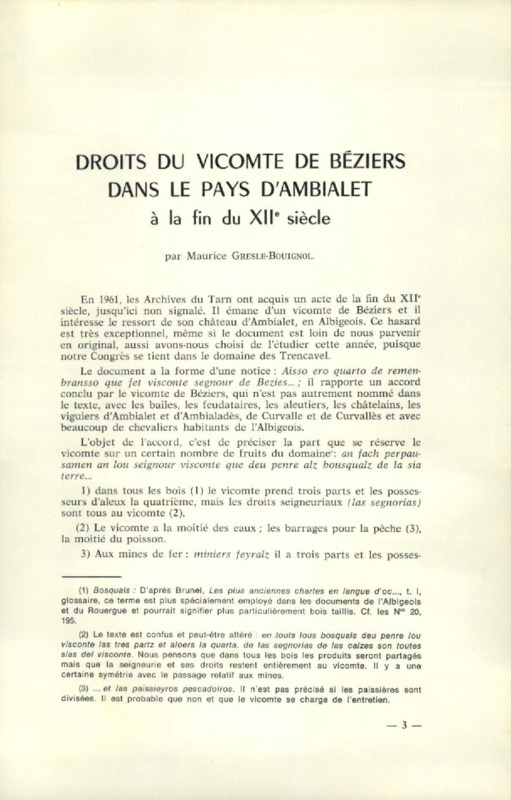 DROITS DU VICOMTE DE BÉZIERS
DANS LE PAYS D'AMBIALET
à la fin du XIIe siècle
par Maurice GRESLE-BOUIGNOL.
En 1961, les Archives du Tarn ont acquis un acte de la fin du XIIe
siècle, jusqu'ici non signalé. Il émane d'un vicomte de Béziers et il
intéresse le ressort de son château d'Ambialet, en Albigeois. Ce hasard
est très exceptionnel, même si le document est loin de nous parvenir
en original, aussi avons-nous choisi de l'étudier cette année, puisque
notre Congrès se tient dans le domaine des Trencavel.
Le document a la forme d'une notice : Aisso ero quarto de remen-
bransso que fet visconte segnour de Bezies... ; il rapporte un accord
conclu par le vicomte de Béziers, qui n'est pas autrement nommé dans
le texte, avec les bailes, les feudataires, les aleutiers, les châtelains, les
viguiers d'Ambialet et d'Ambialadès, de Curvalle et de Curvallès et avec
beaucoup de chevaliers habitants de l'Albigeois.
L'objet de l'accord, c'est de préciser la part que se réserve le
vicomte sur un certain nombre de fruits du domaine : an fach perpau-
samen an lou seignour visconte que deu penre alz bousqualz de la sia
terre...
1) dans tous les bois (1) le vicomte prend trois parts et les posses-
seurs d'aleux la quatrième, mais les droits seigneuriaux (las segnorias)
sont tous au vicomte (2).
(2) Le vicomte a la moitié des eaux ; les barrages pour la pêche (3),
la moitié du poisson.
3) Aux mines de fer : miniers feyralz il a trois parts et les posses-
(1) Bosquals : D'après Brunel, Les plus anciennes chartes en langue d'oc..., t. I,
glossaire, ce terme est plus spécialement employé dans les documents de l'Albigeois
et du Rouergue et pourrait signifier plus particulièrement bois taillis. Cf. les Nos 20,
195.
(2) Le texte est confus et peut-être altéré : en touts lous bosquals deu penre lou
visconte las tres partz et aloers la quarta, de las segnorias de las calzes son toutes
sias del visconte. Nous pensons que dans tous les bois les produits seront partagés
mais que la seigneurie et ses droits restent entièrement au vicomte. Il y a une
certaine symétrie avec le passage relatif aux mines.
(3) ... et las paissieyros pescadoiros. Il n'est pas précisé si les paissières sont
divisées. Il est probable que non et que le vicomte se charge de l'entretien.
— 3 —